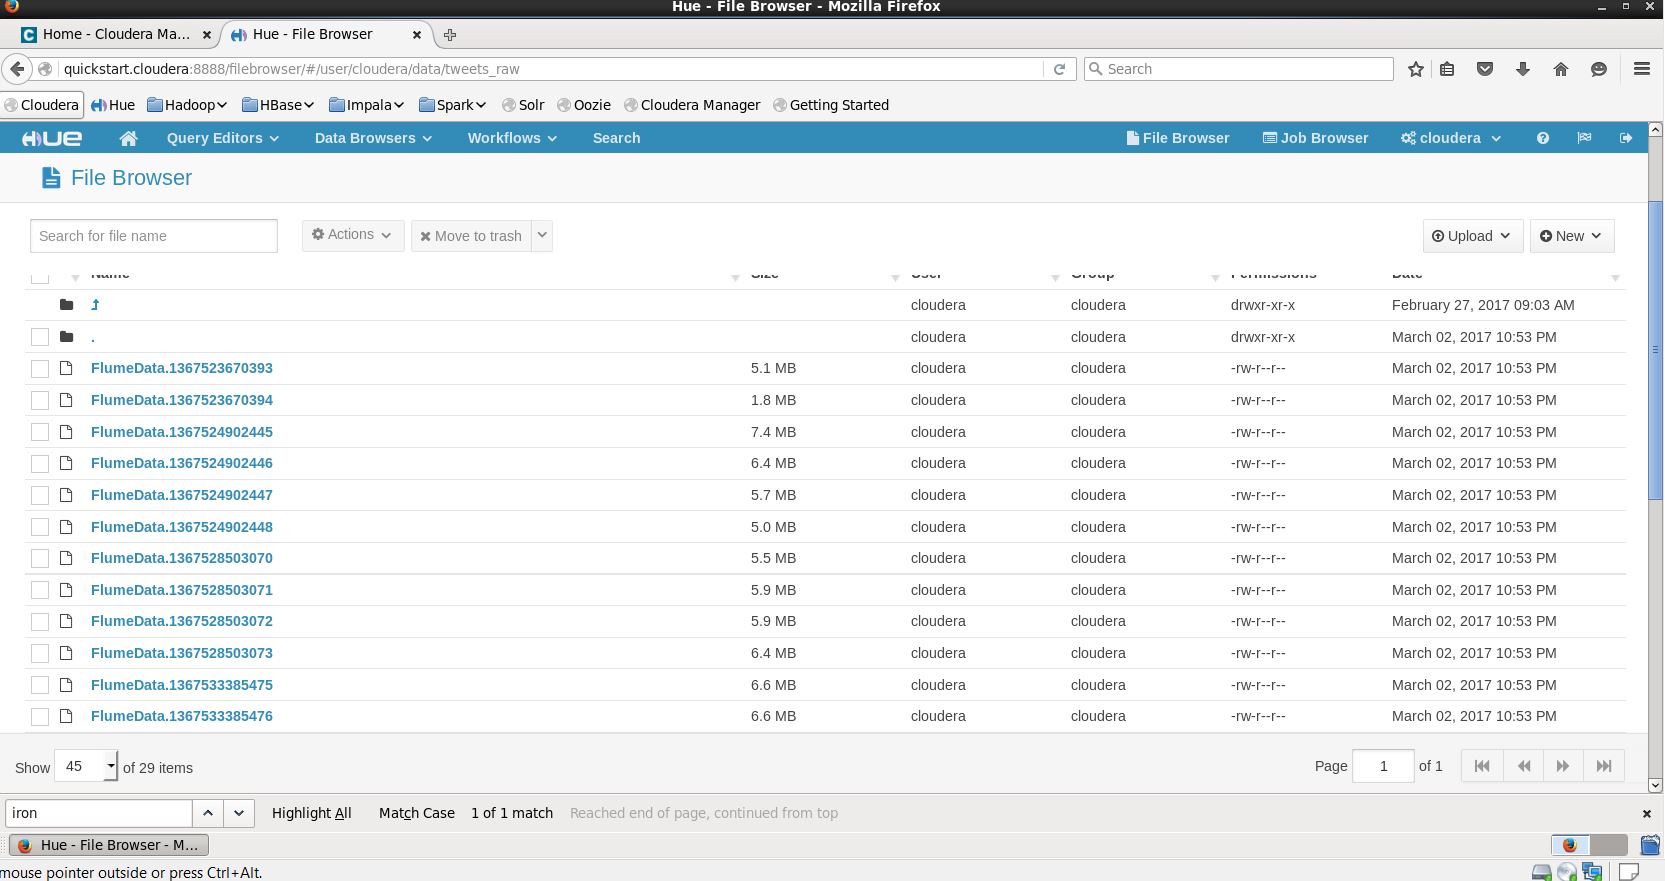 Hue - File Browser - Mozilla Firefox
Home - Cloudera Ma... Hue - File Browser
quickstart.cloudera:8888/filebrowser/#/user/cloudera/data/tweets_raw Search
Cloudera Hue Hadoop HBase Impala Spark Solr Oozie Cloudera Manager Getting Started
HUE Query Editors Data Browsers Workflows Search File Browser Job Browser cloudera
File Browser
Search for file name Actions Move to trash Upload New
Name Size User Group Permissions Date
cloudera cloudera drwxr-xr-x February 27, 2017 09:03 AM
. cloudera cloudera drwxr-xr-x March 02, 2017 10:53 PM
FlumeData.1367523670393 5.1 MB cloudera cloudera -rw-r--r-- March 02, 2017 10:53 PM
FlumeData.1367523670394 1.8 MB cloudera cloudera -rw-r--r-- March 02, 2017 10:53 PM
FlumeData.1367524902445 7.4 MB cloudera cloudera -rw-r--r-- March 02, 2017 10:53 PM
FlumeData.1367524902446 6.4 MB cloudera cloudera -rw-r--r-- March 02, 2017 10:53 PM
FlumeData.1367524902447 5.7 MB cloudera cloudera -rw-r--r-- March 02, 2017 10:53 PM
FlumeData.1367524902448 5.0 MB cloudera cloudera -rw-r--r-- March 02, 2017 10:53 PM
FlumeData.1367528503070 5.5 MB cloudera cloudera -rw-r--r-- March 02, 2017 10:53 PM
FlumeData.1367528503071 5.9 MB cloudera cloudera -rw-r--r-- March 02, 2017 10:53 PM
FlumeData.1367528503072 5.9 MB cloudera cloudera -rw-r--r-- March 02, 2017 10:53 PM
FlumeData.1367528503073 6.4 MB cloudera cloudera -rw-r--r-- March 02, 2017 10:53 PM
FlumeData.1367533385475 6.6 MB cloudera cloudera -rw-r--r-- March 02, 2017 10:53 PM
FlumeData.1367533385476 6.6 MB cloudera cloudera -rw-r--r-- March 02, 2017 10:53 PM
Show 45 of 29 items Page 1 of 1
iron Highlight All Match Case 1 of 1 match Reached end of page, continued from top
Hue - File Browser - M...
mouse pointer outside or press Ctrl+Alt.